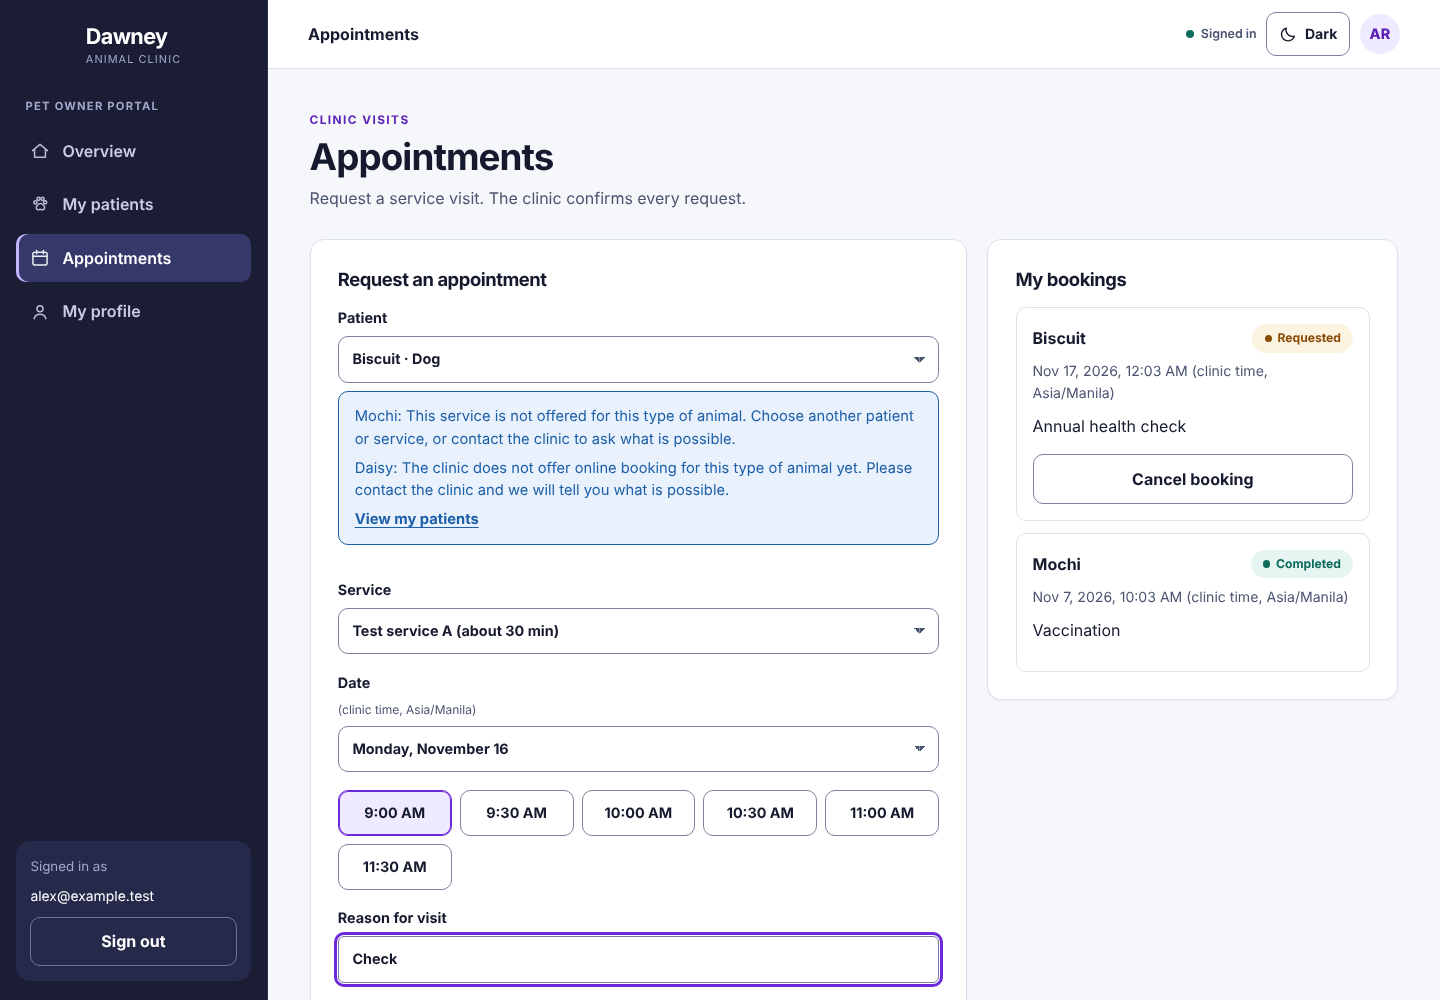 Dawney
ANIMAL CLINIC
PET OWNER PORTAL
Overview
My patients
Appointments
My profile
Signed in as
alex@example.test
Sign out
Appointments
Signed in
Dark
AR
CLINIC VISITS
Appointments
Request a service visit. The clinic confirms every request.
Request an appointment
Patient
Biscuit · Dog
Mochi: This service is not offered for this type of animal. Choose another patient
or service, or contact the clinic to ask what is possible.
Daisy: The clinic does not offer online booking for this type of animal yet. Please
contact the clinic and we will tell you what is possible.
View my patients
Service
Test service A (about 30 min)
Date
(clinic time, Asia/Manila)
Monday, November 16
9:00 AM
9:30 AM
10:00 AM
10:30 AM
11:00 AM
11:30 AM
Reason for visit
Check
My bookings
Biscuit
Requested
Nov 17, 2026, 12:03 AM (clinic time,
Asia/Manila)
Annual health check
Cancel booking
Mochi
Completed
Nov 7, 2026, 10:03 AM (clinic time, Asia/Manila)
Vaccination